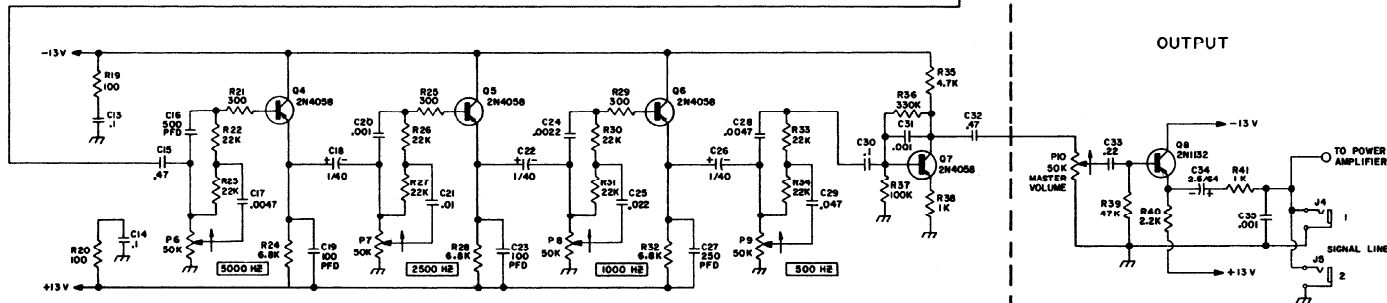 OUTPUT
-13V
R19
100
C13
.1
C16
500
PFD
R21
300
Q4
2N4058
R22
22K
C15
.47
R23
22K
C17
.0047
R20
100
C14
.1
P6
50K
R24
6.8K
C19
100
PFD
5000 HZ
+13V
C18
1/40
C20
.001
R25
300
Q5
2N4058
R26
22K
R27
22K
C21
.01
P7
50K
R28
6.8K
C23
100
PFD
2500 HZ
C22
1/40
C24
.0022
R29
300
Q6
2N4058
R30
22K
R31
22K
C25
.022
P8
50K
R32
6.8K
C27
250
PFD
1000 HZ
C26
1/40
C28
.0047
R33
22K
R34
22K
C29
.047
P9
50K
500 HZ
R35
4.7K
R36
330K
C31
.001
C30
.1
Q7
2N4058
R37
100K
R38
1K
C32
.47
P10
50K
MASTER
VOLUME
C33
.22
Q8
2N1132
-13V
R39
47K
R40
2.2K
C34
2.5/64
R41
1K
C35
.001
+13V
TO POWER
AMPLIFIER
J4
1
SIGNAL LINE
J5
2